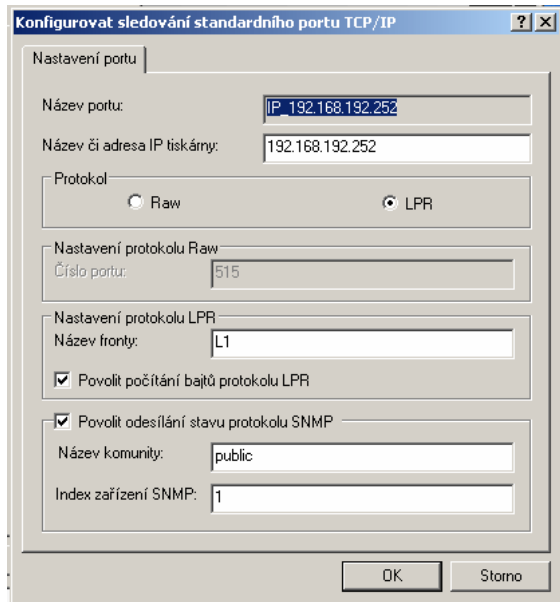 Konfigurovat sledování standardního portu TCP/IP
Nastavení portu
Název portu: IP_192.168.192.252
Název či adresa IP tiskárny: 192.168.192.252
Protokol
Raw LPR
Nastavení protokolu Raw
Číslo portu: 515
Nastavení protokolu LPR
Název fronty: L1
Povolit počítání bajtů protokolu LPR
Povolit odesílání stavu protokolu SNMP
Název komunity: public
Index zařízení SNMP: 1
OK Storno